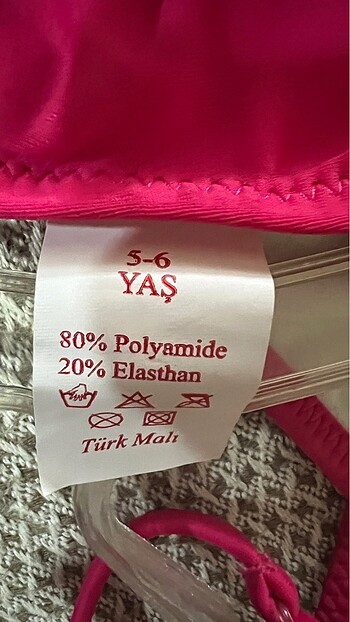 5-6
YAŞ
80% Polyamide
20% Elasthan
Türk Malı